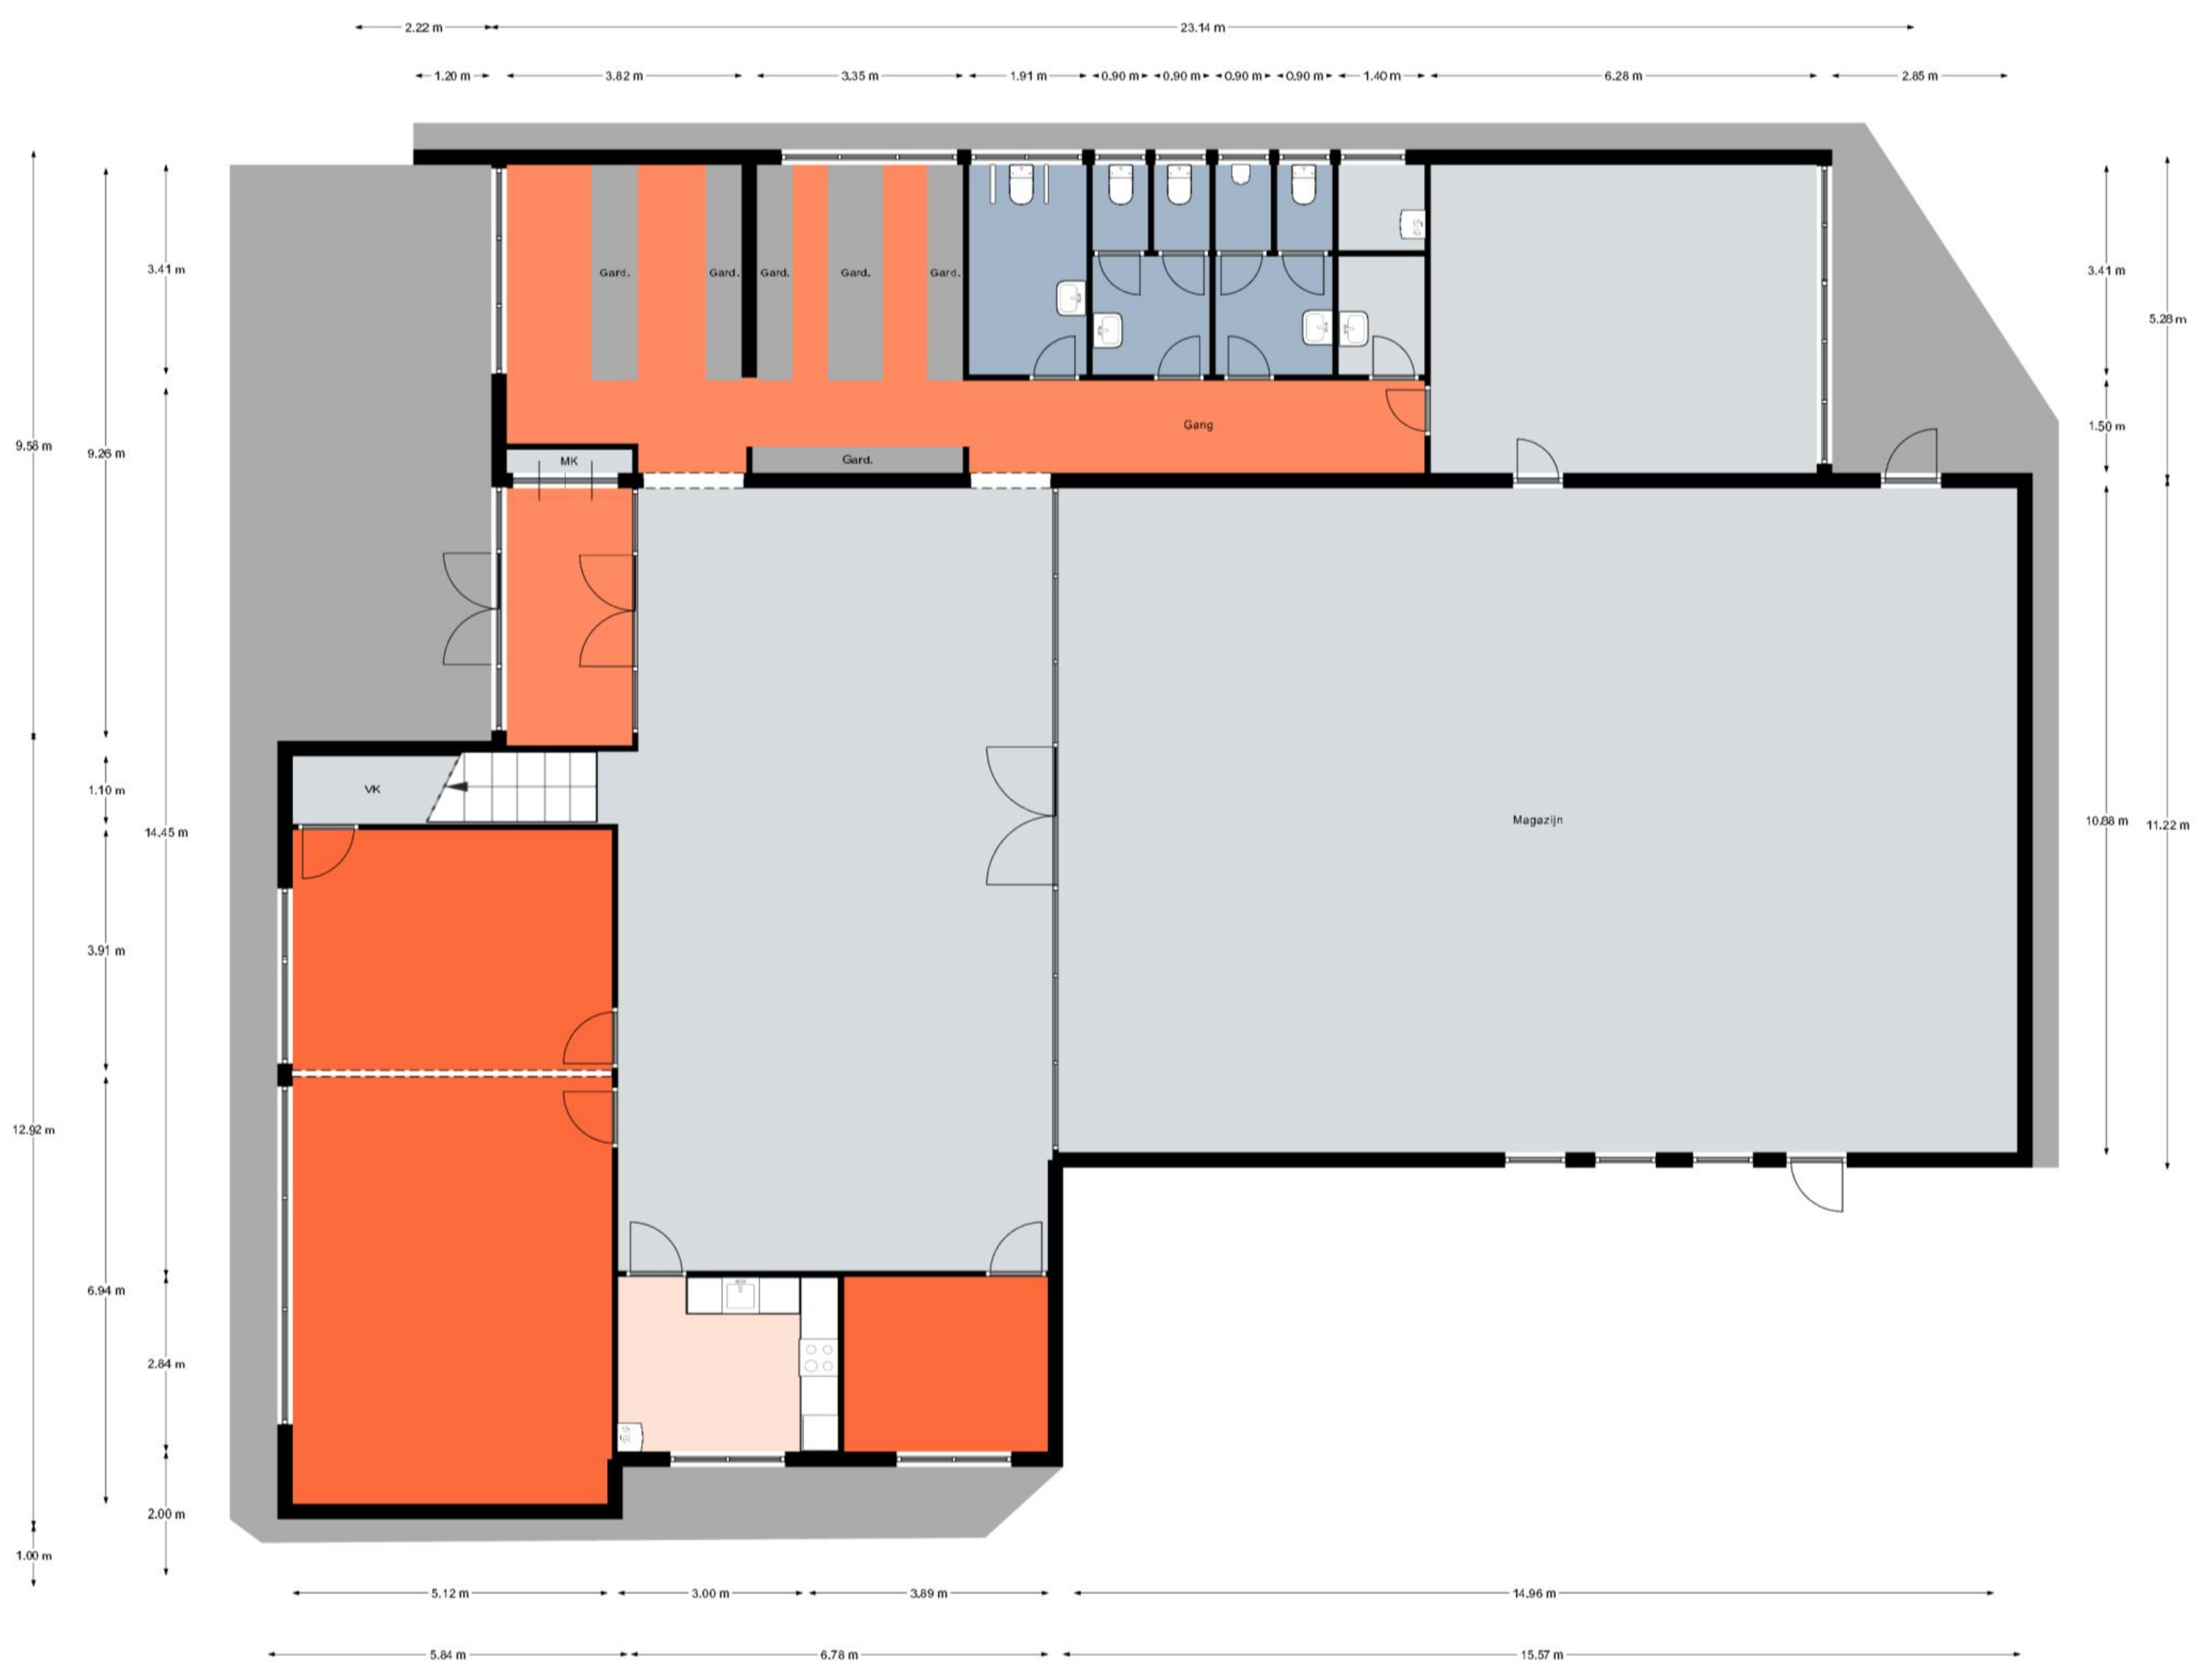 2.22 m
23.14 m
1.20 m
3.82 m
3.35 m
1.91 m
0.90 m
0.90 m
0.90 m
0.90 m
1.40 m
6.28 m
2.85 m
3.41 m
Gard.
Gard.
Gard.
Gard.
Gard.
3.41 m
5.28 m
Gang
1.50 m
9.58 m
9.26 m
MK
Gard.
VK
1.10 m
14.45 m
Magazijn
10.88 m
11.22 m
3.91 m
12.92 m
6.94 m
2.84 m
2.00 m
1.00 m
5.12 m
3.00 m
3.89 m
14.96 m
5.84 m
6.78 m
15.57 m